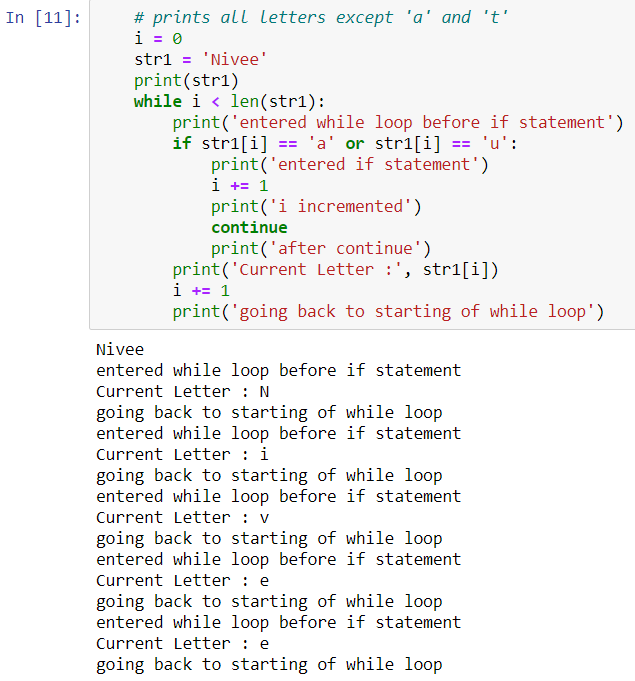 In [11]: # prints all letters except 'a' and 't'
i = 0
str1 = 'Nivee'
print(str1)
while i < len(str1):
    print('entered while loop before if statement')
    if str1[i] == 'a' or str1[i] == 'u':
        print('entered if statement')
        i += 1
        print('i incremented')
        continue
        print('after continue')
    print('Current Letter :', str1[i])
    i += 1
    print('going back to starting of while loop')
Nivee
entered while loop before if statement
Current Letter : N
going back to starting of while loop
entered while loop before if statement
Current Letter : i
going back to starting of while loop
entered while loop before if statement
Current Letter : v
going back to starting of while loop
entered while loop before if statement
Current Letter : e
going back to starting of while loop
entered while loop before if statement
Current Letter : e
going back to starting of while loop